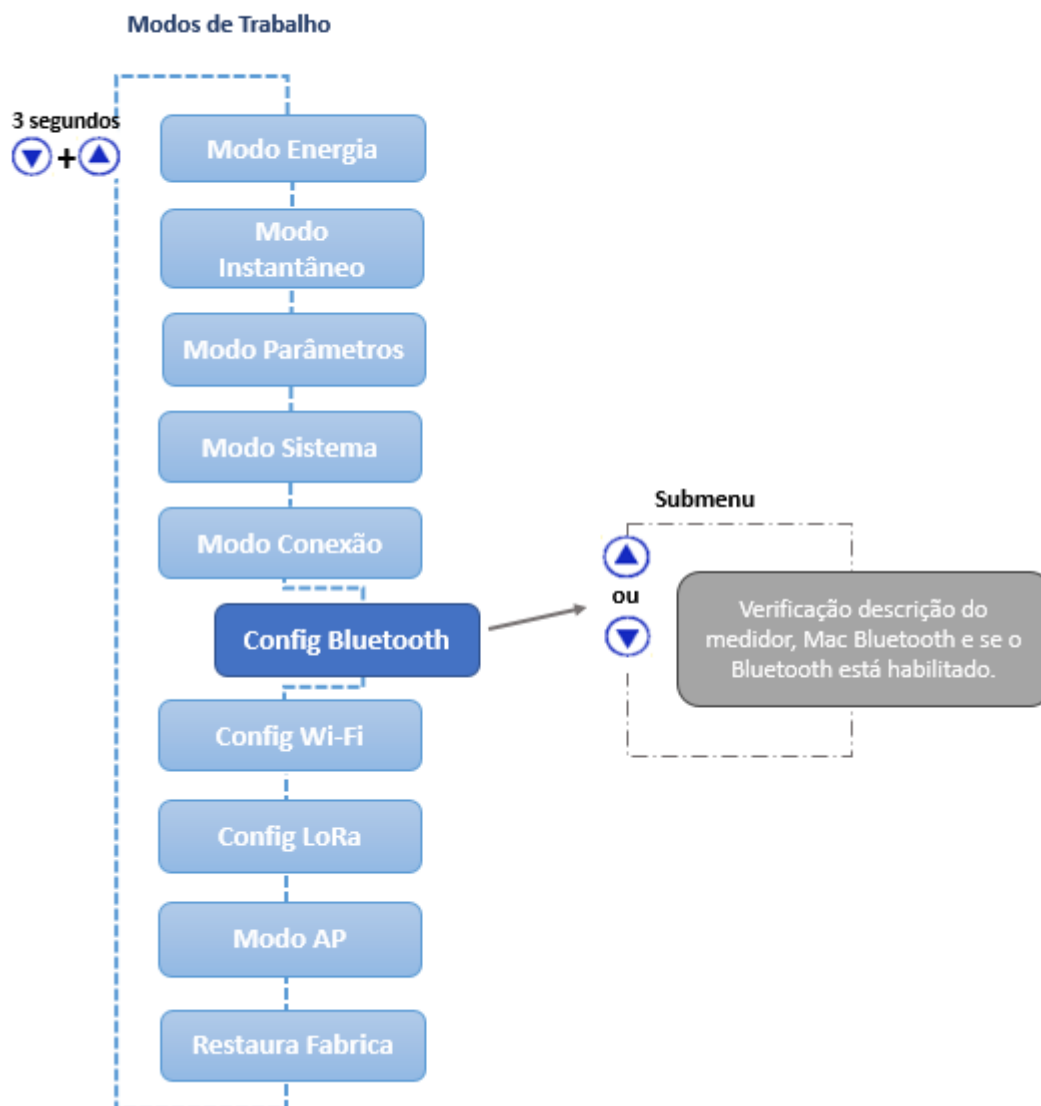 Modos de Trabalho
3 segundos
+
Modo Energia
Modo
Instantâneo
Modo Parâmetros
Modo Sistema
Modo Conexão
Config Bluetooth
Submenu
ou
Verificação descrição do
medidor, Mac Bluetooth e se o
Bluetooth está habilitado.
Config Wi-Fi
Config LoRa
Modo AP
Restaura Fabrica